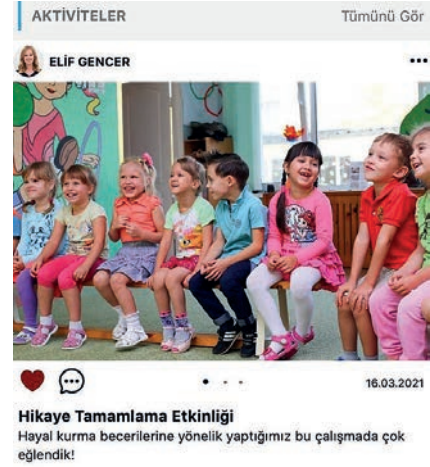 AKTİVİTELER
Tümünü Gör
ELİF GENCER
16.03.2021
Hikaye Tamamlama Etkinliği
Hayal kurma becerilerine yönelik yaptığımız bu çalışmada çok
eğlendik!